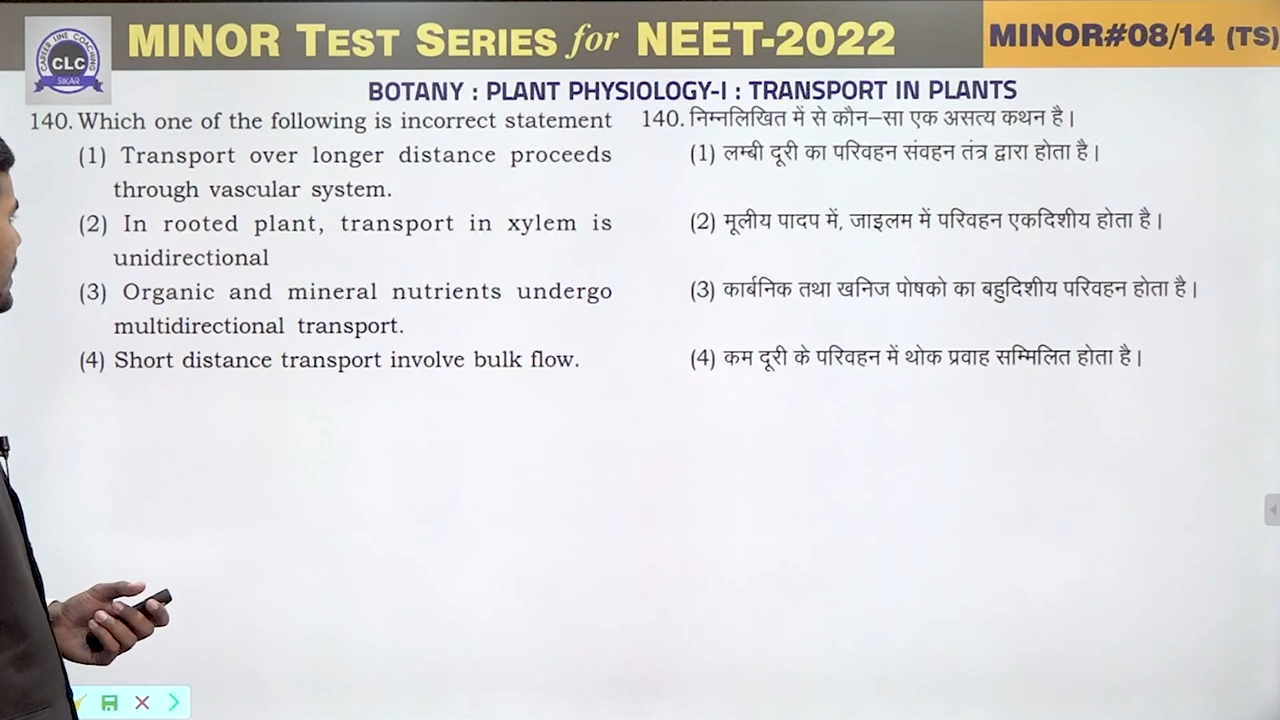 CAREER LINE COACHING
CLC
SIKAR
MINOR TEST SERIES for NEET-2022
MINOR#08/14 (TS)
BOTANY : PLANT PHYSIOLOGY-I : TRANSPORT IN PLANTS
140. Which one of the following is incorrect statement
(1) Transport over longer distance proceeds
through vascular system.
(2) In rooted plant, transport in xylem is
unidirectional
(3) Organic and mineral nutrients undergo
multidirectional transport.
(4) Short distance transport involve bulk flow.
140. निम्नलिखित में से कौन–सा एक असत्य कथन है।
(1) लम्बी दूरी का परिवहन संवहन तंत्र द्वारा होता है।
(2) मूलीय पादप में, जाइलम में परिवहन एकदिशीय होता है।
(3) कार्बनिक तथा खनिज पोषको का बहुदिशीय परिवहन होता है।
(4) कम दूरी के परिवहन में थोक प्रवाह सम्मिलित होता है।